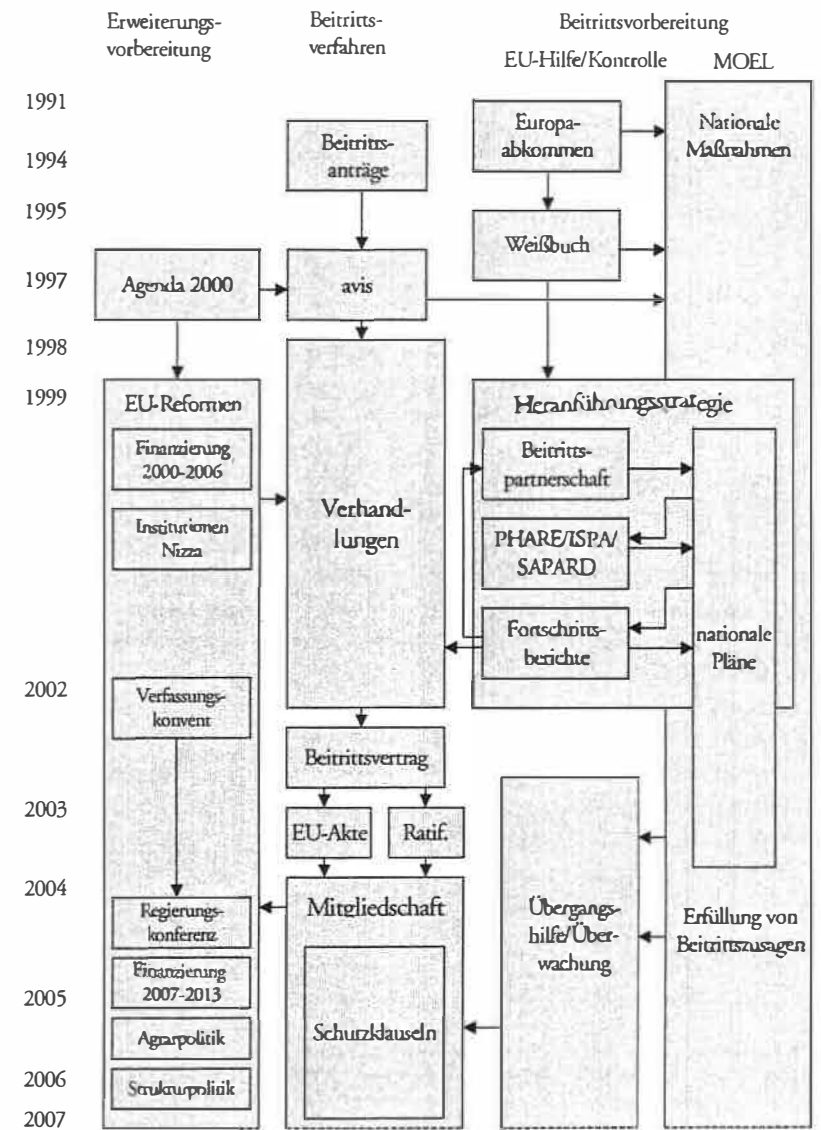 Erweiterungs-
vorbereitung
Beitritts-
verfahren
Beitrittsvorbereitung
EU-Hilfe/Kontrolle
MOEL
1991
1994
1995
1997
1998
1999
2002
2003
2004
2005
2006
2007
Agenda 2000
EU-Reformen
Finanzierung
2000-2006
Institutionen
Nizza
Verfassungs-
konvent
Regierungs-
konferenz
Finanzierung
2007-2013
Agrarpolitik
Strukturpolitik
Beitritts-
anträge
avis
Verhand-
lungen
Beitrittsvertrag
EU-Akte
Ratif.
Mitgliedschaft
Schutzklauseln
Europa-
abkommen
Weißbuch
Heranführungsstrategie
Beitritts-
partnerschaft
PHARE/ISPA/
SAPARD
Fortschritts-
berichte
Übergangs-
hilfe/Über-
wachung
Nationale
Maßnahmen
nationale
Pläne
Erfüllung von
Beitrittszusagen